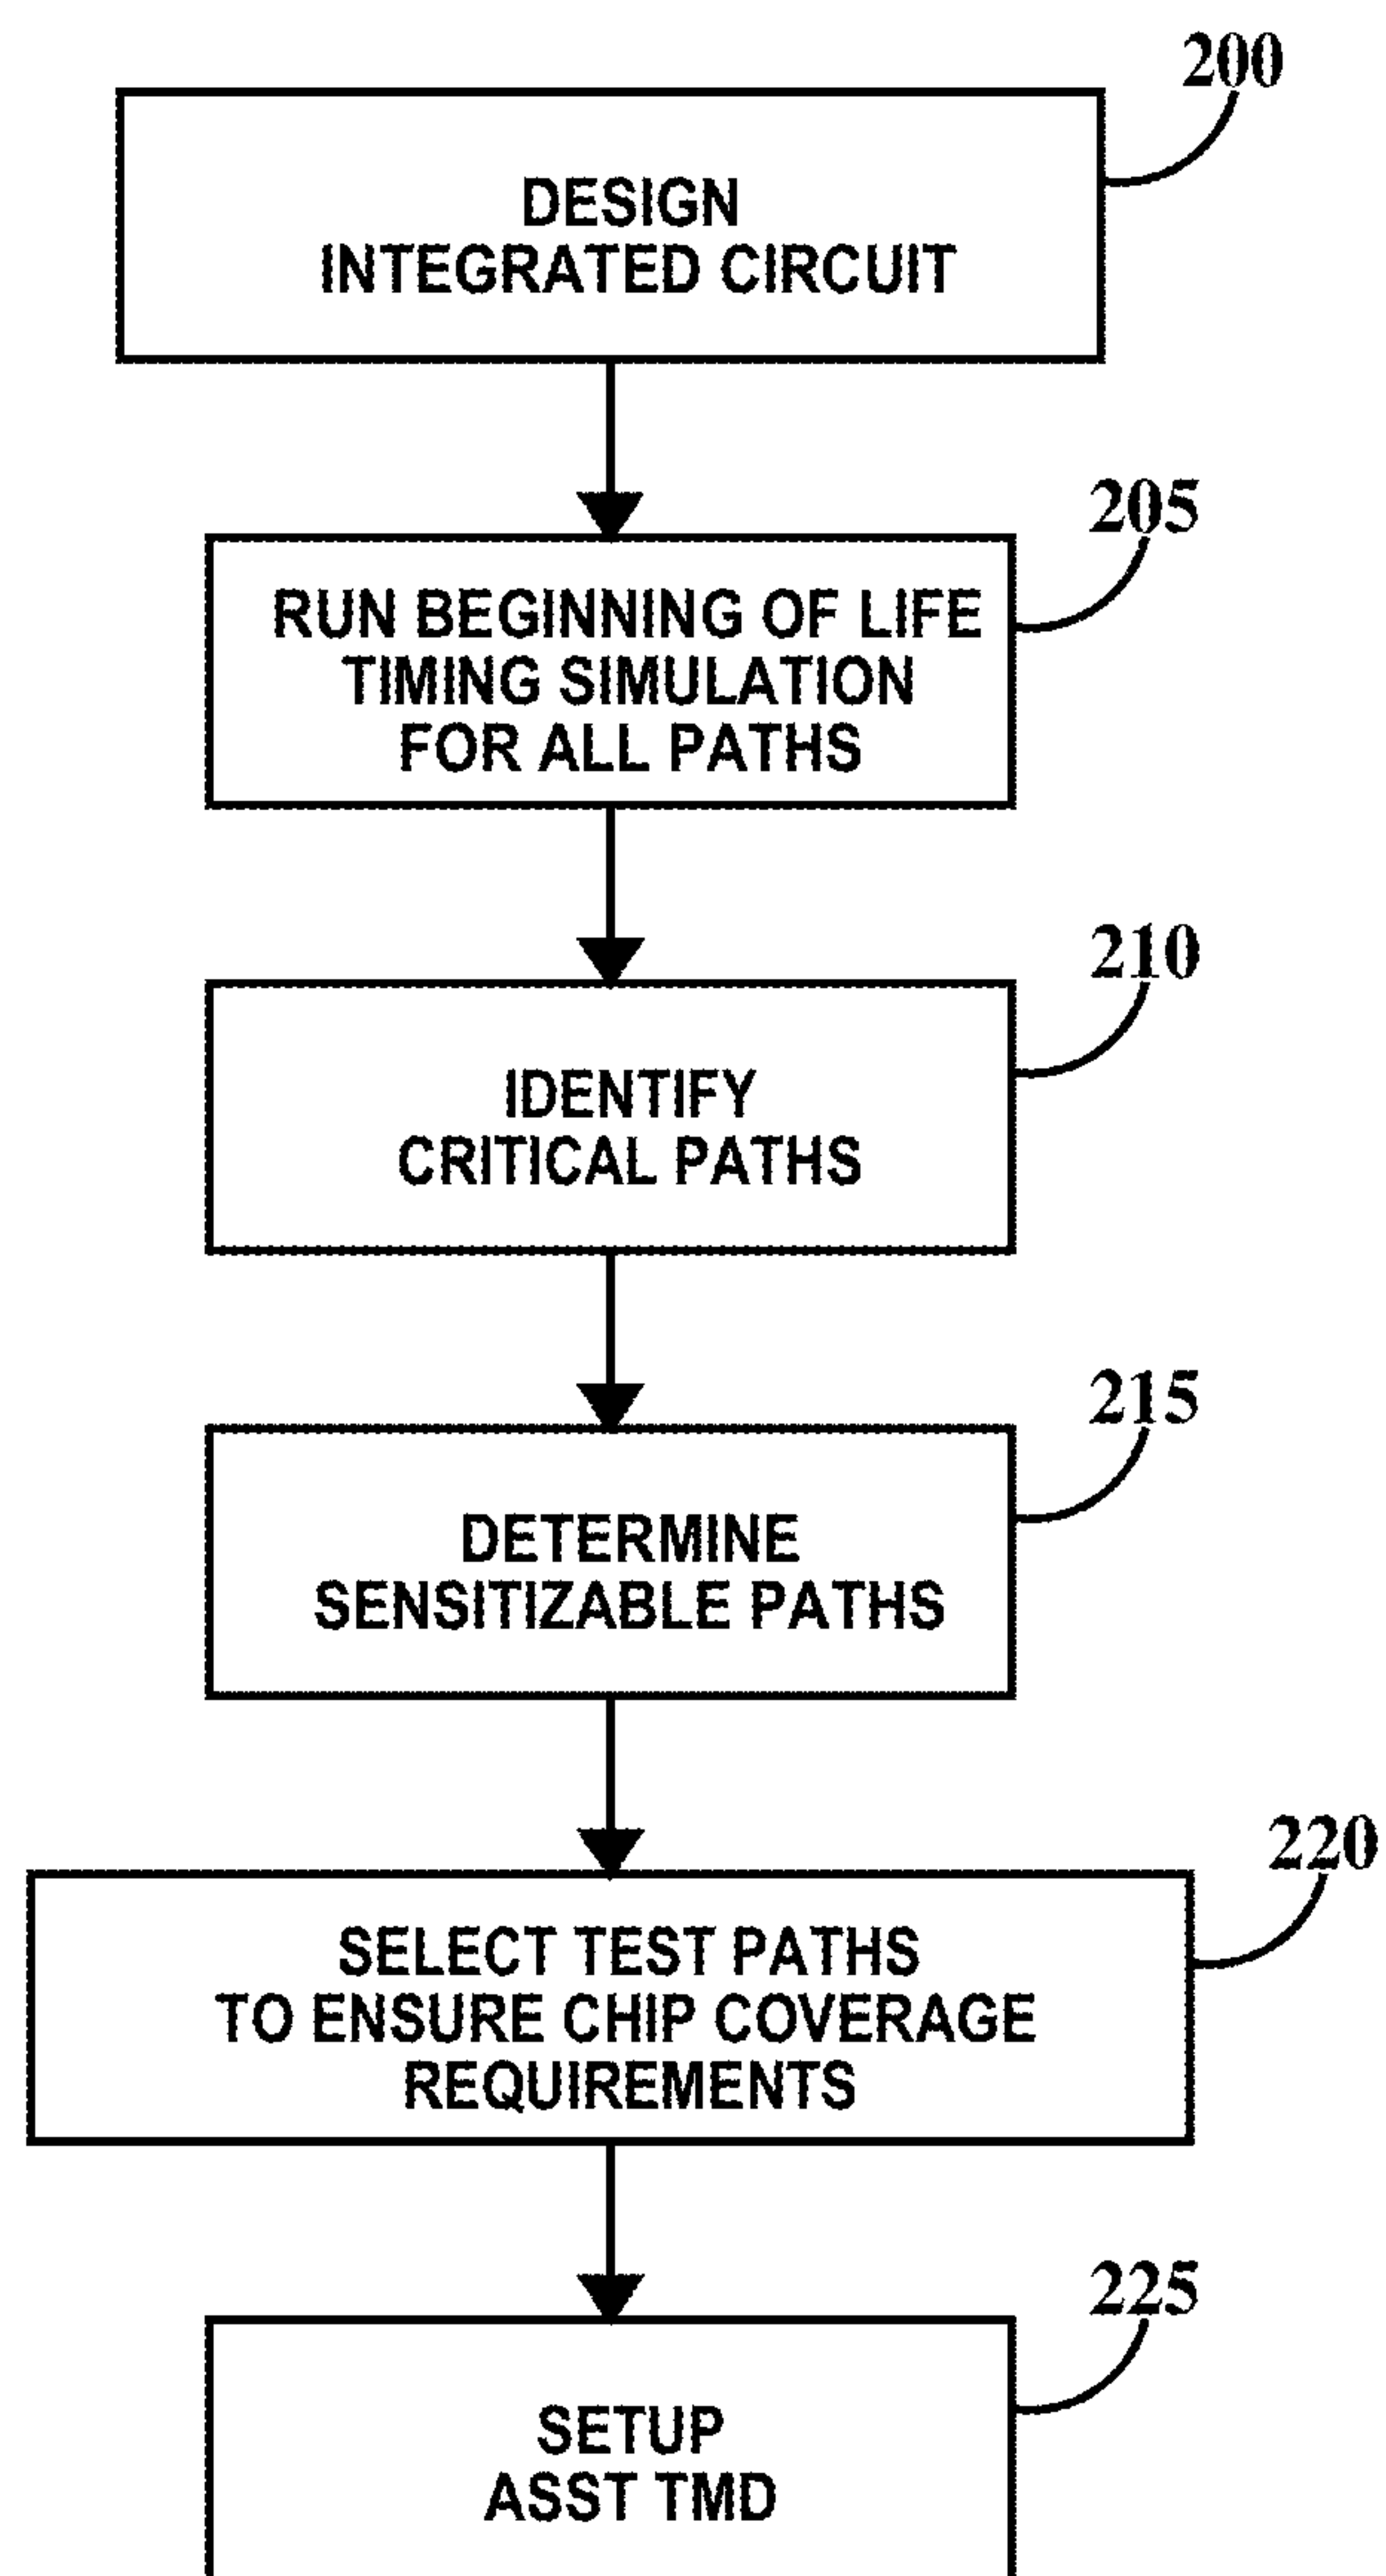 200
DESIGN
INTEGRATED CIRCUIT
205
RUN BEGINNING OF LIFE
TIMING SIMULATION
FOR ALL PATHS
210
IDENTIFY
CRITICAL PATHS
215
DETERMINE
SENSITIZABLE PATHS
220
SELECT TEST PATHS
TO ENSURE CHIP COVERAGE
REQUIREMENTS
225
SETUP
ASST TMD